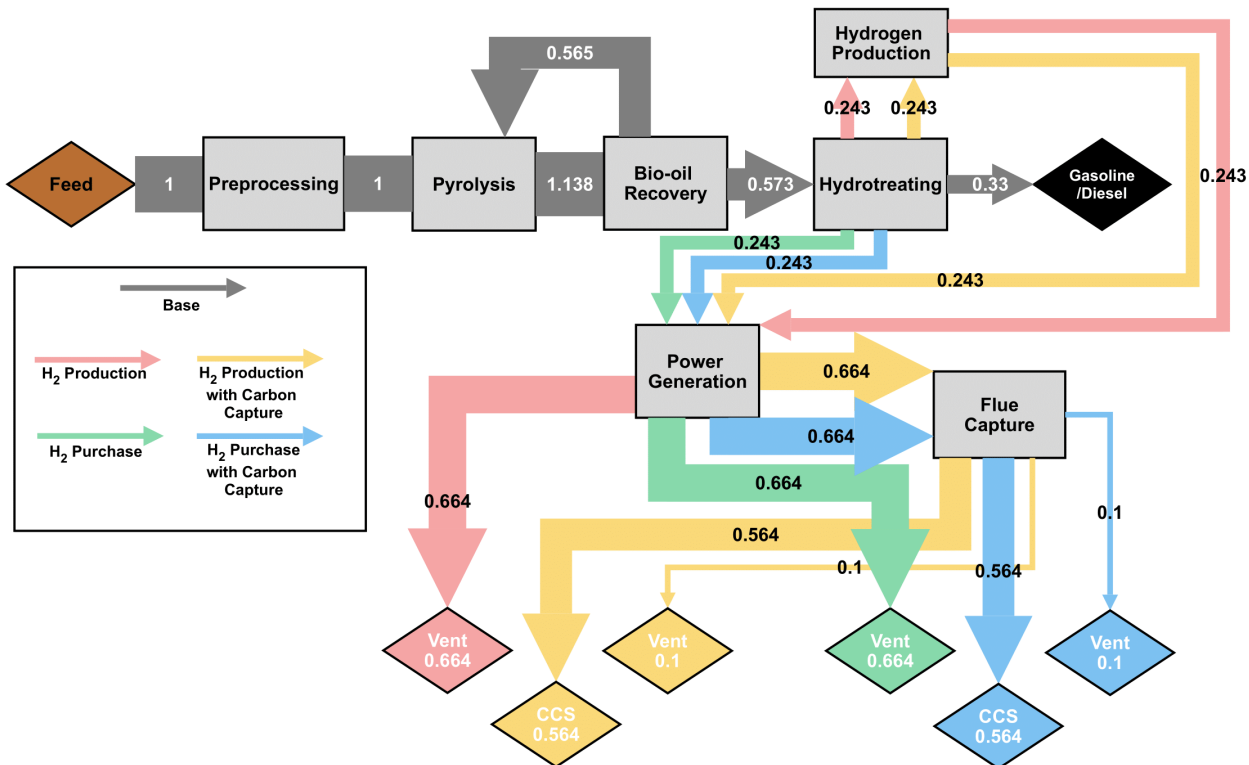 Hydrogen
Production
0.565
0.243
0.243
Feed
1
Preprocessing
1
Pyrolysis
1.138
Bio-oil
Recovery
0.573
Hydrotreating
0.33
Gasoline
/Diesel
0.243
0.243
0.243
0.243
Base
H2 Production
H2 Production
with Carbon
Capture
H2 Purchase
H2 Purchase
with Carbon
Capture
Power
Generation
0.664
Flue
Capture
0.664
0.664
0.664
0.564
0.1
0.564
0.1
Vent
0.664
Vent
0.1
Vent
0.664
Vent
0.1
CCS
0.564
CCS
0.564